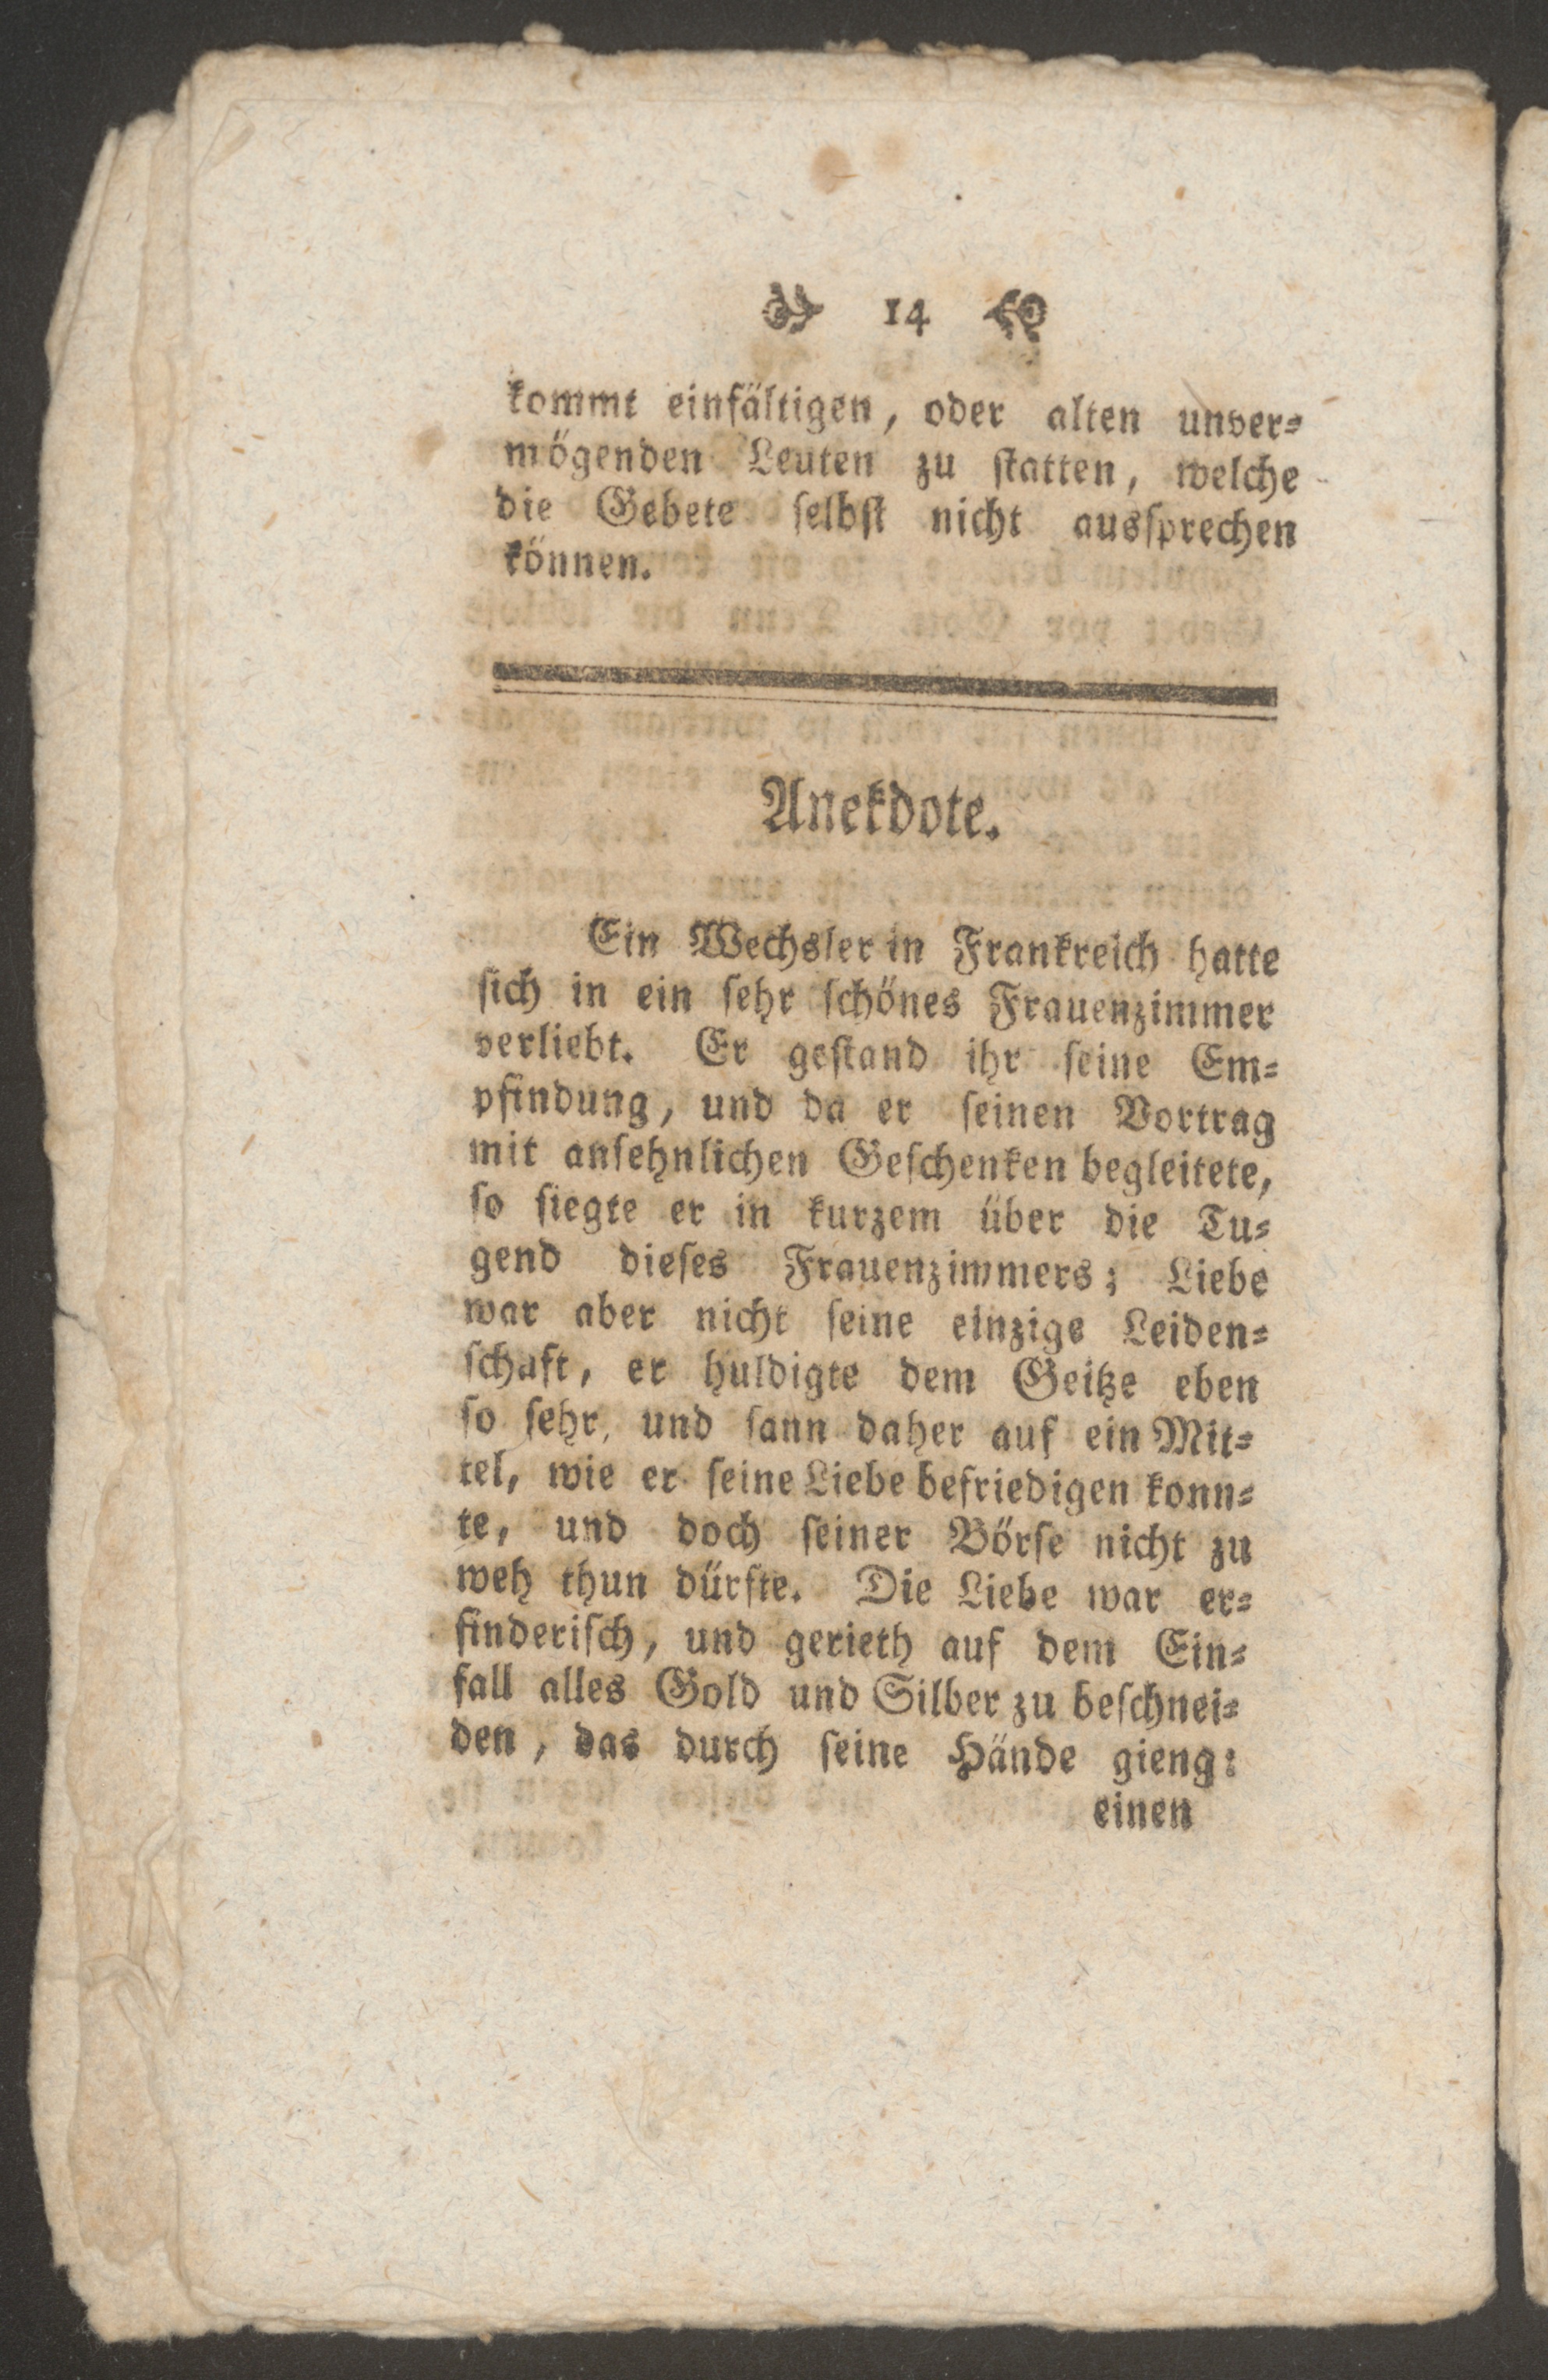 14
kommt einfältigen, oder alten unver⸗
mögenden Leuten zu ſtatten, welche
die Gebete ſelbſt nicht ausſprechen
können.
Anekdote.
Ein Wechsler in Frankreich hatte
ſich in ein ſehr ſchönes Frauenzimmer
verliebt. Er geſtand ihr ſeine Em⸗
pfindung, und da er ſeinen Vortrag
mit anſehnlichen Geſchenken begleitete,
ſo ſiegte er in kurzem über die Tu⸗
gend dieſes Frauenzimmers; Liebe
war aber nicht ſeine einzige Leiden⸗
ſchaft, er huldigte dem Geitze eben
ſo ſehr, und ſann daher auf ein Mit⸗
tel, wie er ſeine Liebe befriedigen konn⸗
te, und doch ſeiner Börſe nicht zu
weh thun dürfte. Die Liebe war er⸗
finderiſch, und gerieth auf dem Ein⸗
fall alles Gold und Silber zu beſchnei⸗
den, das durch ſeine Hände gieng:
einen